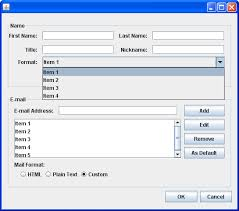 Name
First Name: Last Name:
Title: Nickname:
Format: Item 1
Item 1
Item 2
Item 3
Item 4
E-mail
E-mail Address: Add
Item 1
Item 2
Item 3
Item 4
Item 5
Edit
Remove
As Default
Mail Format:
HTML Plain Text Custom
OK Cancel